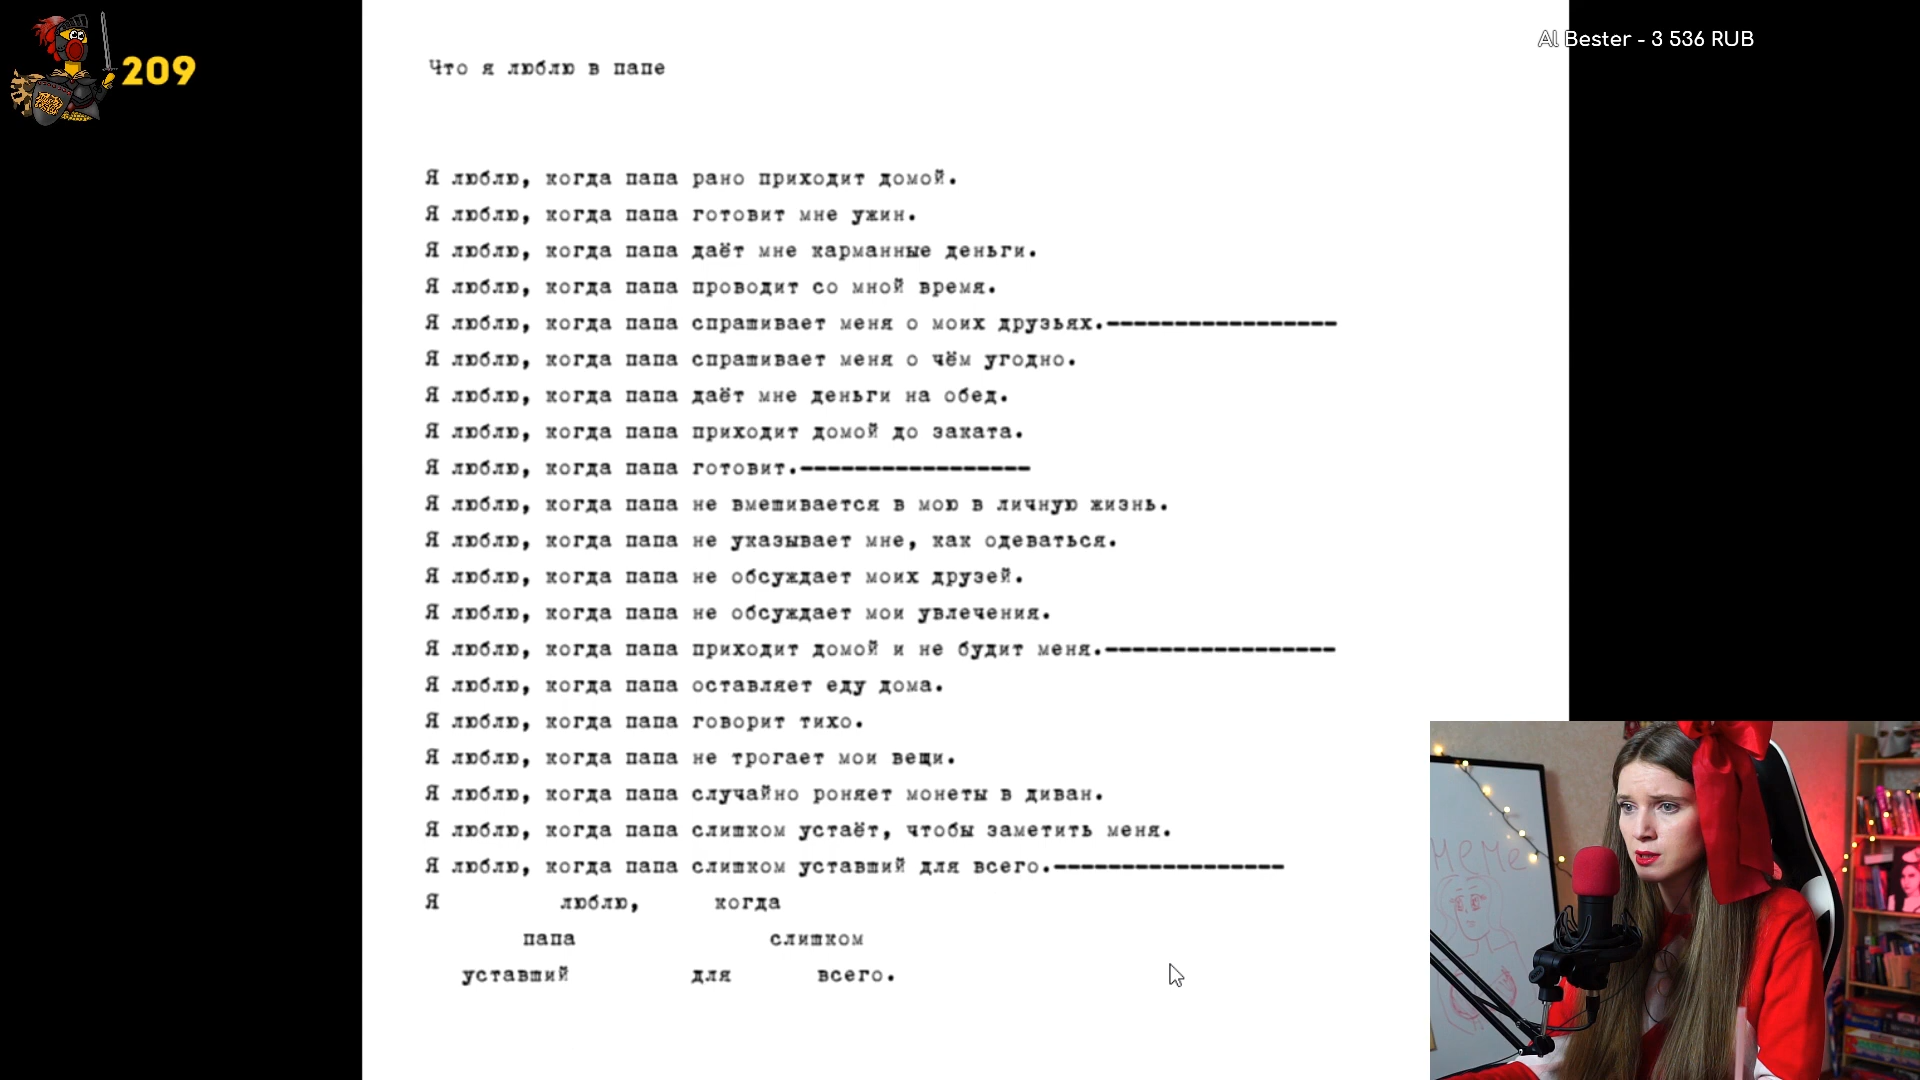 209
Al Bester - 3 536 RUB
Что я люблю в папе
Я люблю, когда папа рано приходит домой.
Я люблю, когда папа готовит мне ужин.
Я люблю, когда папа даёт мне карманные деньги.
Я люблю, когда папа проводит со мной время.
Я люблю, когда папа спрашивает меня о моих друзьях.-----------------
Я люблю, когда папа спрашивает меня о чём угодно.
Я люблю, когда папа даёт мне деньги на обед.
Я люблю, когда папа приходит домой до заката.
Я люблю, когда папа готовит.-----------------
Я люблю, когда папа не вмешивается в мою в личную жизнь.
Я люблю, когда папа не указывает мне, как одеваться.
Я люблю, когда папа не обсуждает моих друзей.
Я люблю, когда папа не обсуждает мои увлечения.
Я люблю, когда папа приходит домой и не будит меня.-----------------
Я люблю, когда папа оставляет еду дома.
Я люблю, когда папа говорит тихо.
Я люблю, когда папа не трогает мои вещи.
Я люблю, когда папа случайно роняет монеты в диван.
Я люблю, когда папа слишком устаёт, чтобы заметить меня.
Я люблю, когда папа слишком уставший для всего.-----------------
Я люблю, когда
папа слишком
уставший для всего.
MEMe